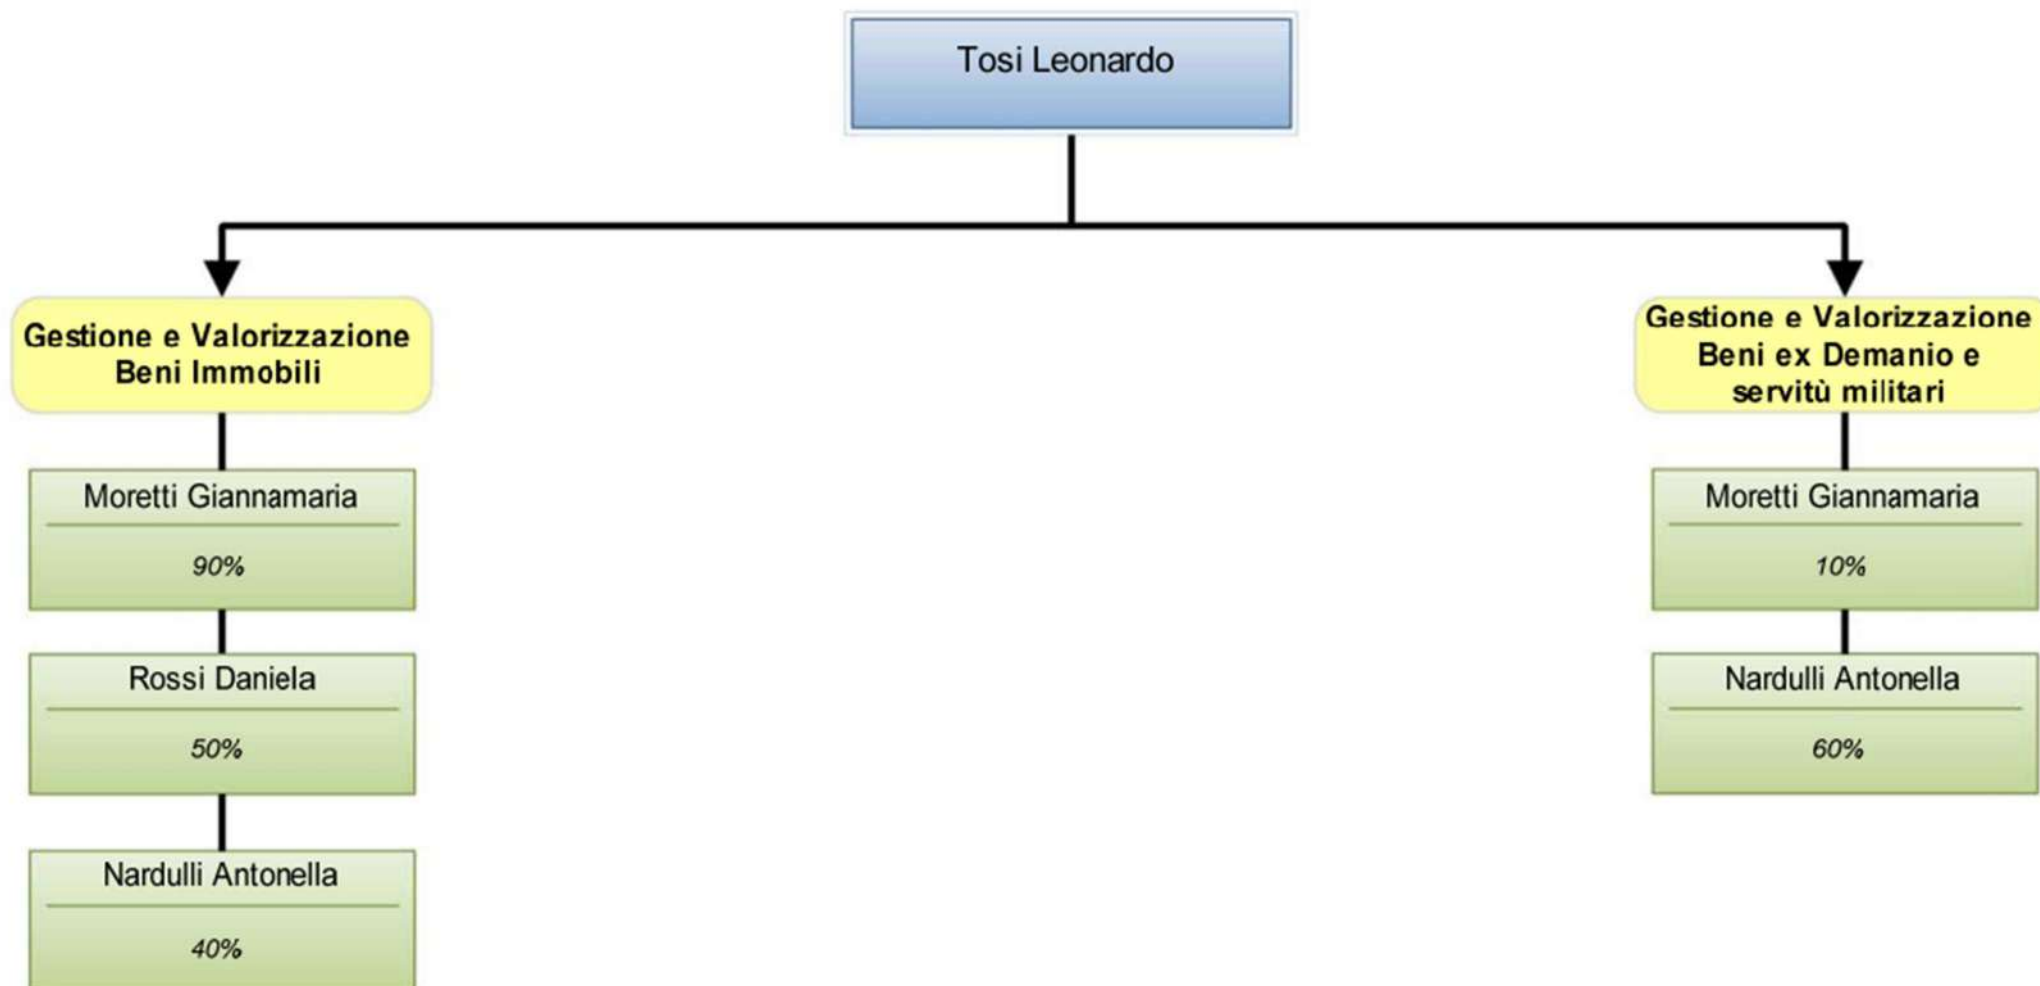 Tosi Leonardo
Gestione e Valorizzazione
Beni Immobili
Moretti Giannamaria
90%
Rossi Daniela
50%
Nardulli Antonella
40%
Gestione e Valorizzazione
Beni ex Demanio e
servitù militari
Moretti Giannamaria
10%
Nardulli Antonella
60%